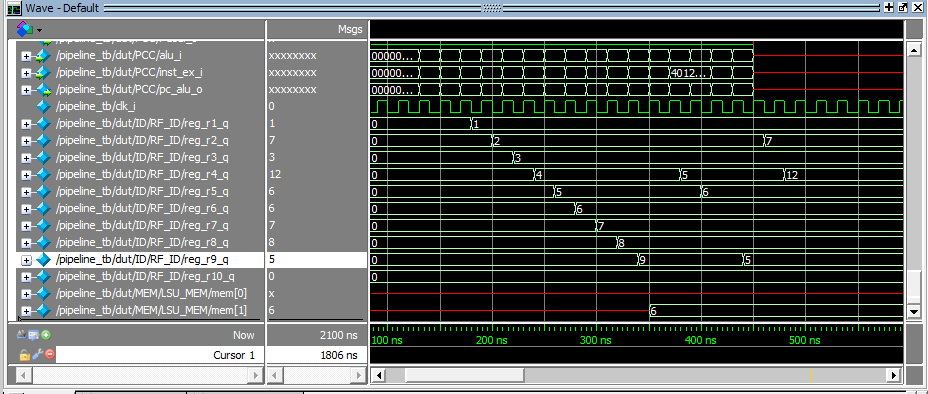 Wave - Default
Msgs
/pipeline_tb/dut/PCC/alu_i xxxxxxxx 00000...
/pipeline_tb/dut/PCC/inst_ex_i xxxxxxxx 00000... 4012...
/pipeline_tb/dut/PCC/pc_alu_o xxxxxxxx 00000...
/pipeline_tb/clk_i 0
/pipeline_tb/dut/ID/RF_ID/reg_r1_q 1 0 1
/pipeline_tb/dut/ID/RF_ID/reg_r2_q 7 0 2 7
/pipeline_tb/dut/ID/RF_ID/reg_r3_q 3 0 3
/pipeline_tb/dut/ID/RF_ID/reg_r4_q 12 0 4 5 12
/pipeline_tb/dut/ID/RF_ID/reg_r5_q 6 0 5 6
/pipeline_tb/dut/ID/RF_ID/reg_r6_q 6 0 6
/pipeline_tb/dut/ID/RF_ID/reg_r7_q 7 0 7
/pipeline_tb/dut/ID/RF_ID/reg_r8_q 8 0 8
/pipeline_tb/dut/ID/RF_ID/reg_r9_q 5 0 9 5
/pipeline_tb/dut/ID/RF_ID/reg_r10_q 0 0
/pipeline_tb/dut/MEM/LSU_MEM/mem[0] x
/pipeline_tb/dut/MEM/LSU_MEM/mem[1] 6 6
Now 2100 ns 100 ns 200 ns 300 ns 400 ns 500 ns
Cursor 1 1806 ns